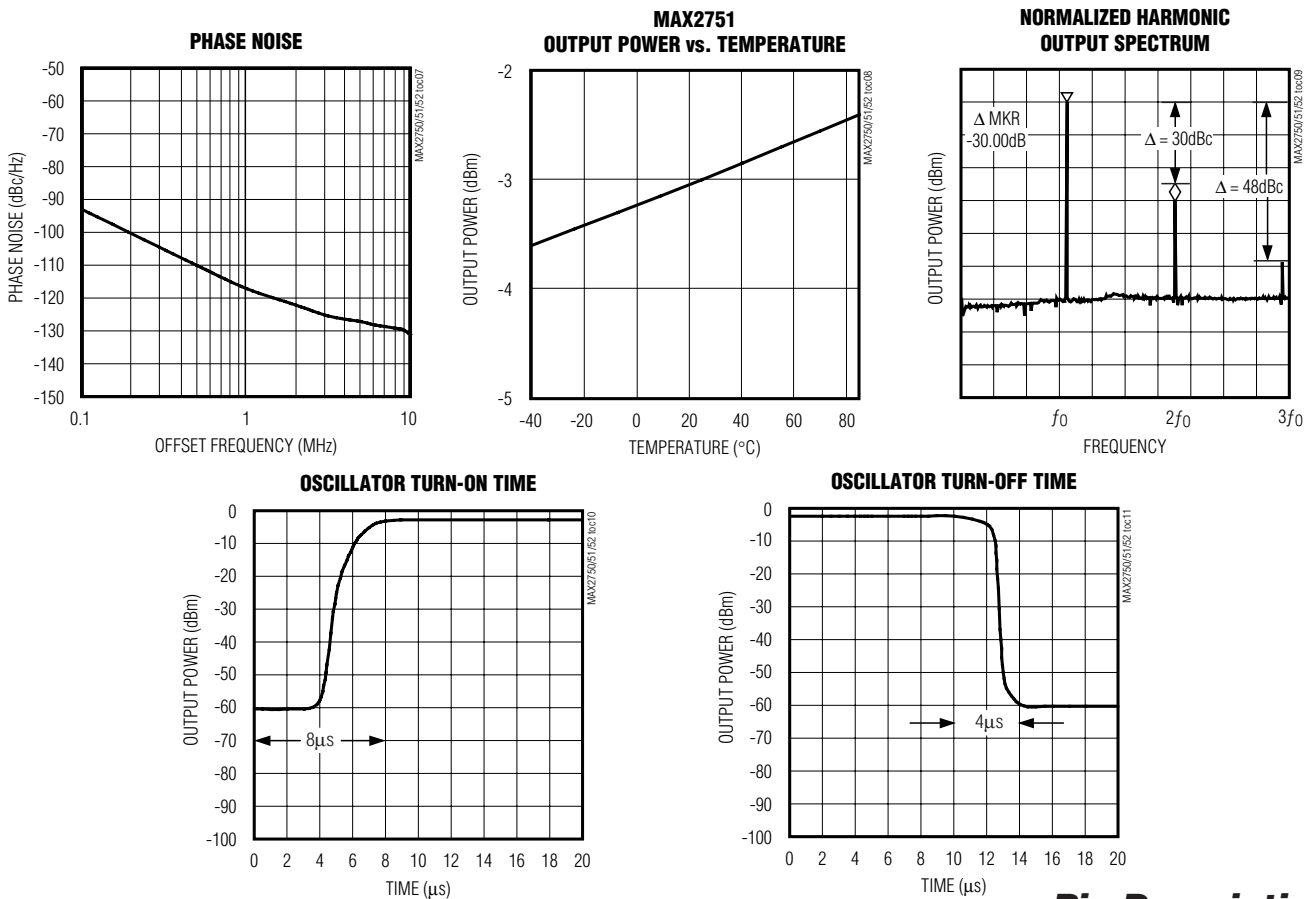 PHASE NOISE
-50
-60
-70
-80
-90
-100
-110
-120
-130
-140
-150
PHASE NOISE (dBc/Hz)
0.1
1
10
OFFSET FREQUENCY (MHz)
MAX2750/51/52 toc07
MAX2751
OUTPUT POWER vs. TEMPERATURE
-2
-3
-4
-5
OUTPUT POWER (dBm)
-40
-20
0
20
40
60
80
TEMPERATURE (°C)
MAX2750/51/52 toc08
NORMALIZED HARMONIC
OUTPUT SPECTRUM
OUTPUT POWER (dBm)
Δ MKR
-30.00dB
Δ = 30dBc
Δ = 48dBc
ƒ0
2ƒ0
3ƒ0
FREQUENCY
MAX2750/51/52 toc09
OSCILLATOR TURN-ON TIME
0
-10
-20
-30
-40
-50
-60
-70
-80
-90
-100
OUTPUT POWER (dBm)
8µs
0
2
4
6
8
10
12
14
16
18
20
TIME (µs)
MAX2750/51/52 toc10
OSCILLATOR TURN-OFF TIME
0
-10
-20
-30
-40
-50
-60
-70
-80
-90
-100
OUTPUT POWER (dBm)
4µs
0
2
4
6
8
10
12
14
16
18
20
TIME (µs)
MAX2750/51/52 toc11